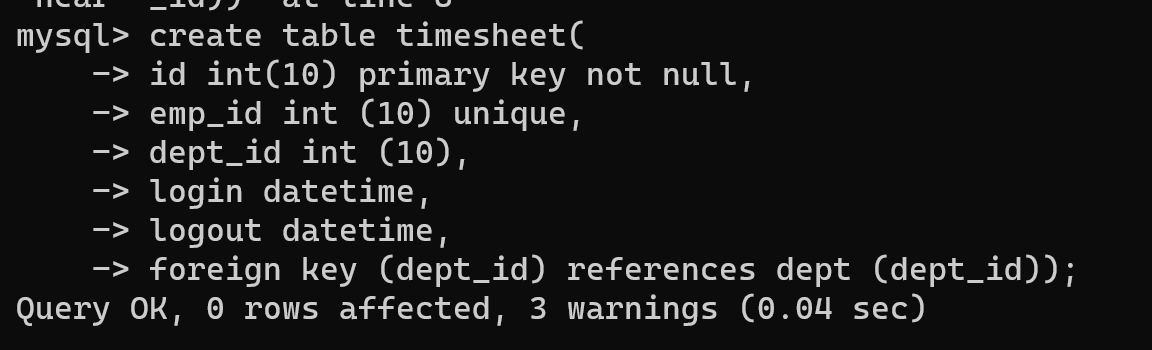 mysql> create table timesheet(
-> id int(10) primary key not null,
-> emp_id int (10) unique,
-> dept_id int (10),
-> login datetime,
-> logout datetime,
-> foreign key (dept_id) references dept (dept_id));
Query OK, 0 rows affected, 3 warnings (0.04 sec)